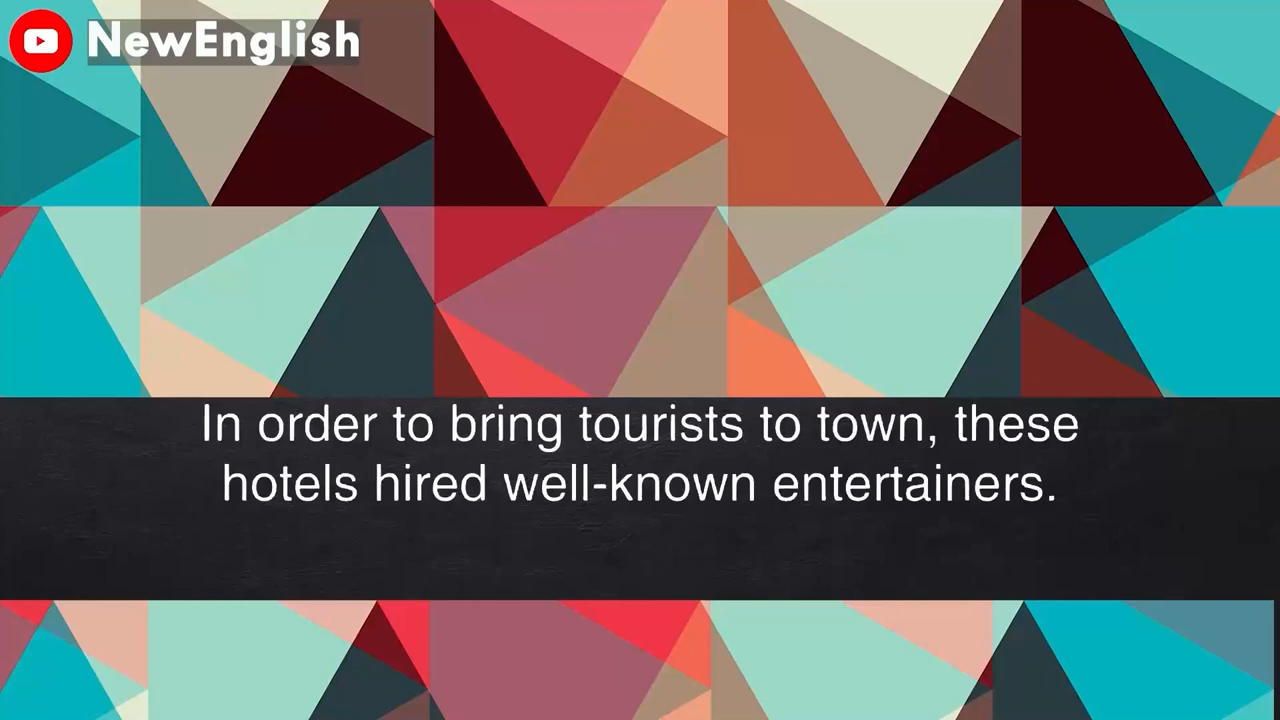 NewEnglish
In order to bring tourists to town, these
hotels hired well-known entertainers.